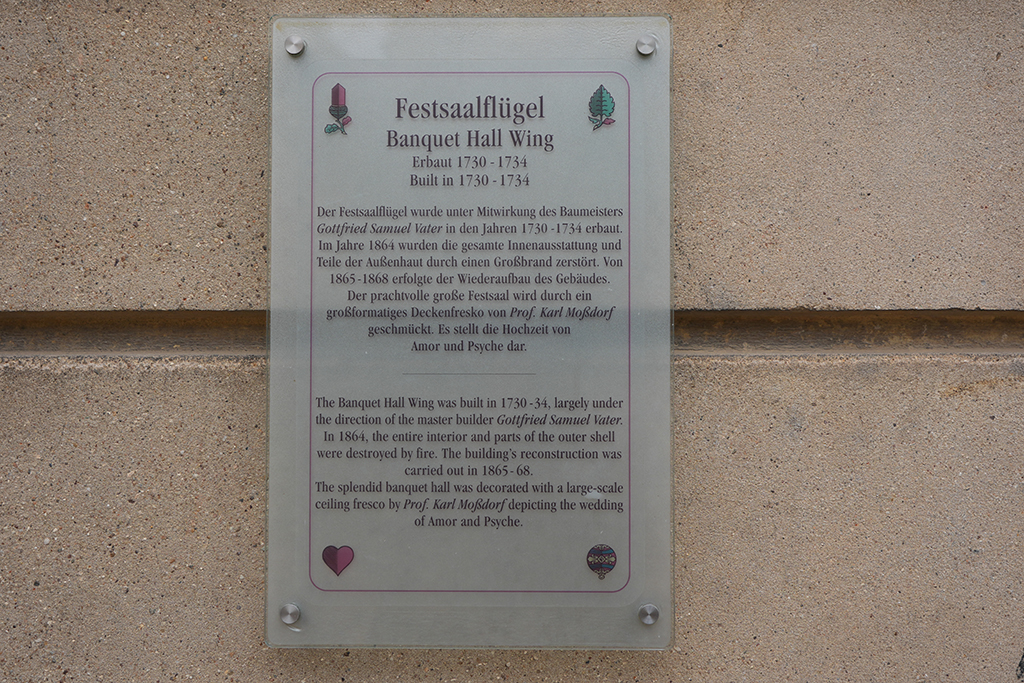 Festsaalflügel
Banquet Hall Wing
Erbaut 1730 - 1734
Built in 1730 - 1734
Der Festsaalflügel wurde unter Mitwirkung des Baumeisters
Gottfried Samuel Vater in den Jahren 1730 -1734 erbaut.
Im Jahre 1864 wurden die gesamte Innenausstattung und
Teile der Außenhaut durch einen Großbrand zerstört. Von
1865 -1868 erfolgte der Wiederaufbau des Gebäudes.
Der prachtvolle große Festsaal wird durch ein
großformatiges Deckenfresko von Prof. Karl Moßdorf
geschmückt. Es stellt die Hochzeit von
Amor und Psyche dar.
The Banquet Hall Wing was built in 1730 -34, largely under
the direction of the master builder Gottfried Samuel Vater.
In 1864, the entire interior and parts of the outer shell
were destroyed by fire. The building's reconstruction was
carried out in 1865 - 68.
The splendid banquet hall was decorated with a large-scale
ceiling fresco by Prof. Karl Moßdorf depicting the wedding
of Amor and Psyche.